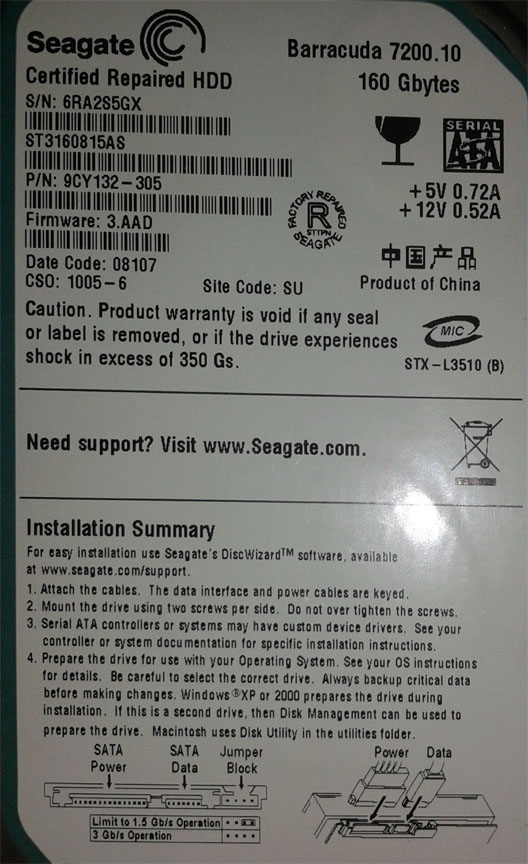 Seagate
Barracuda 7200.10
Certified Repaired HDD
160 Gbytes
S/N: 6RA2S5GX
ST3160815AS
SERIAL
ATA
P/N: 9CY132-305
+5V 0.72A
+12V 0.52A
FACTORY REPAIRED
R
STTPN
SEAGATE
Firmware: 3.AAD
中国产品
Date Code: 08107
Product of China
CSO: 1005-6
Site Code: SU
Caution. Product warranty is void if any seal
or label is removed, or if the drive experiences
shock in excess of 350 Gs.
MIC
STX-L3510 (B)
Need support? Visit www.Seagate.com.
Installation Summary
For easy installation use Seagate's DiscWizard™ software, available
at www.seagate.com/support.
1. Attach the cables. The data interface and power cables are keyed.
2. Mount the drive using two screws per side. Do not over tighten the screws.
3. Serial ATA controllers or systems may have custom device drivers. See your
controller or system documentation for specific installation instructions.
4. Prepare the drive for use with your Operating System. See your OS instructions
for details. Be careful to select the correct drive. Always backup critical data
before making changes. Windows®XP or 2000 prepares the drive during
installation. If this is a second drive, then Disk Management can be used to
prepare the drive. Macintosh uses Disk Utility in the utilities folder.
SATA Power
SATA Data
Jumper Block
Power Data
Limit to 1.5 Gb/s Operation
3 Gb/s Operation